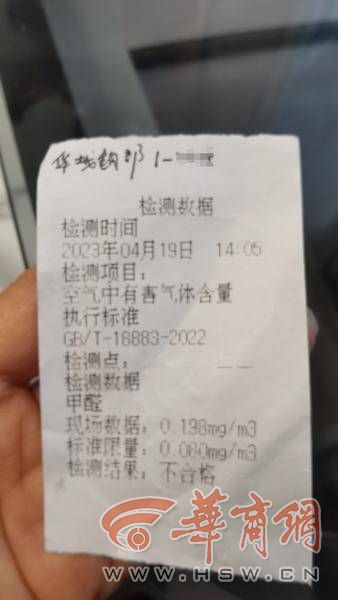 检测数据
检测时间
2023年04月19日 14:05
检测项目：
空气中有害气体含量
执行标准
GB/T-18883-2022
检测点：
检测数据
甲醛
现场数据：0.198mg/m3
标准限量：0.080mg/m3
检测结果：不合格
華商網
WWW.HSW.CN